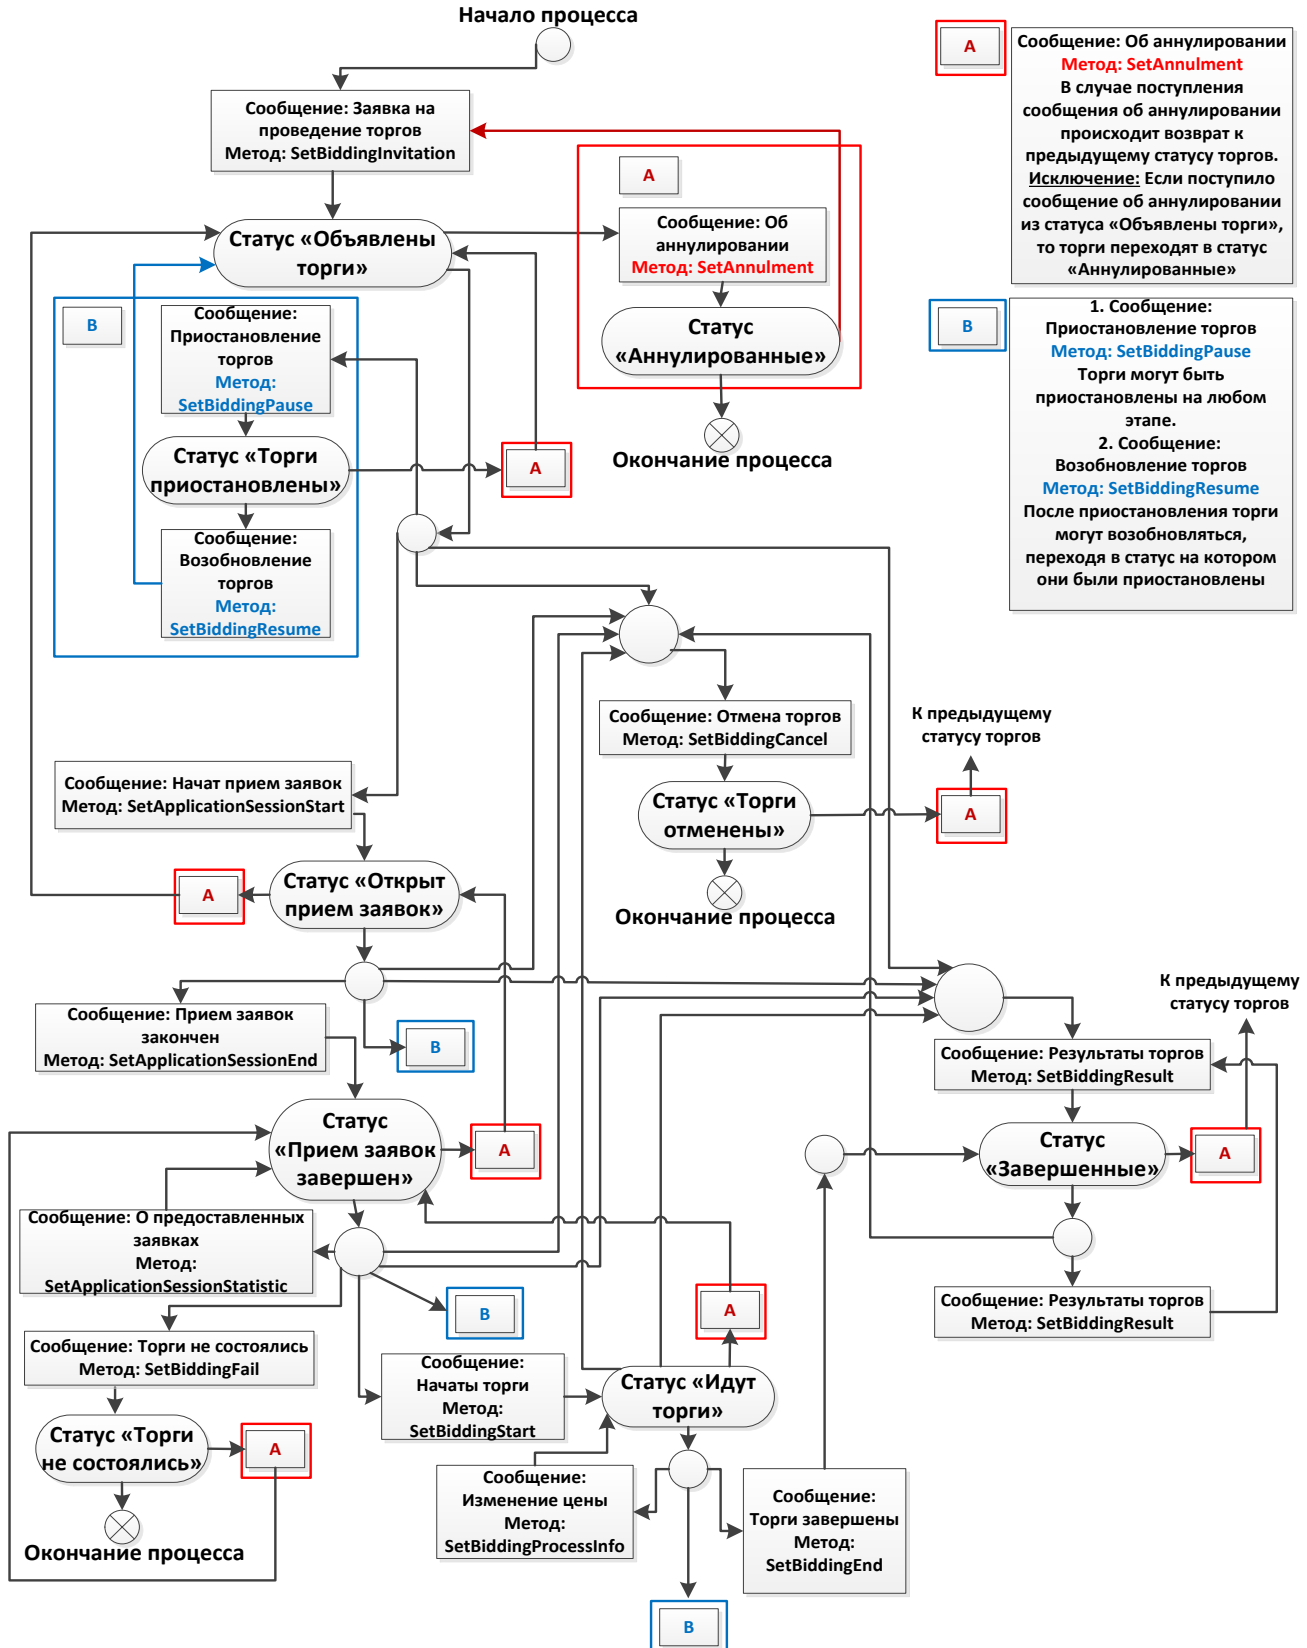 Начало процесса
Сообщение: Заявка на
проведение торгов
Метод: SetBiddingInvitation
A
Сообщение: Об аннулировании
Метод: SetAnnulment
В случае поступления
сообщения об аннулировании
происходит возврат к
предыдущему статусу торгов.
Исключение: Если поступило
сообщение об аннулировании
из статуса «Объявлены торги»,
то торги переходят в статус
«Аннулированные»
A
Статус «Объявлены
торги»
Сообщение: Об
аннулировании
Метод: SetAnnulment
Статус
«Аннулированные»
Окончание процесса
B
1. Сообщение:
Приостановление торгов
Метод: SetBiddingPause
Торги могут быть
приостановлены на любом
этапе.
2. Сообщение:
Возобновление торгов
Метод: SetBiddingResume
После приостановления торги
могут возобновляться,
переходя в статус на котором
они были приостановлены
B
Сообщение:
Приостановление
торгов
Метод:
SetBiddingPause
Статус «Торги
приостановлены»
A
Сообщение:
Возобновление
торгов
Метод:
SetBiddingResume
Сообщение: Отмена торгов
Метод: SetBiddingCancel
К предыдущему
статусу торгов
Статус «Торги
отменены»
A
Окончание процесса
Сообщение: Начат прием заявок
Метод: SetApplicationSessionStart
A
Статус «Открыт
прием заявок»
Сообщение: Прием заявок
закончен
Метод: SetApplicationSessionEnd
B
К предыдущему
статусу торгов
Сообщение: Результаты торгов
Метод: SetBiddingResult
Статус
«Прием заявок
завершен»
A
Статус
«Завершенные»
A
Сообщение: О предоставленных
заявках
Метод:
SetApplicationSessionStatistic
B
A
Сообщение: Результаты торгов
Метод: SetBiddingResult
Сообщение: Торги не состоялись
Метод: SetBiddingFail
Сообщение:
Начаты торги
Метод:
SetBiddingStart
Статус «Идут
торги»
Статус «Торги
не состоялись»
A
Окончание процесса
Сообщение:
Изменение цены
Метод:
SetBiddingProcessInfo
Сообщение:
Торги завершены
Метод:
SetBiddingEnd
B